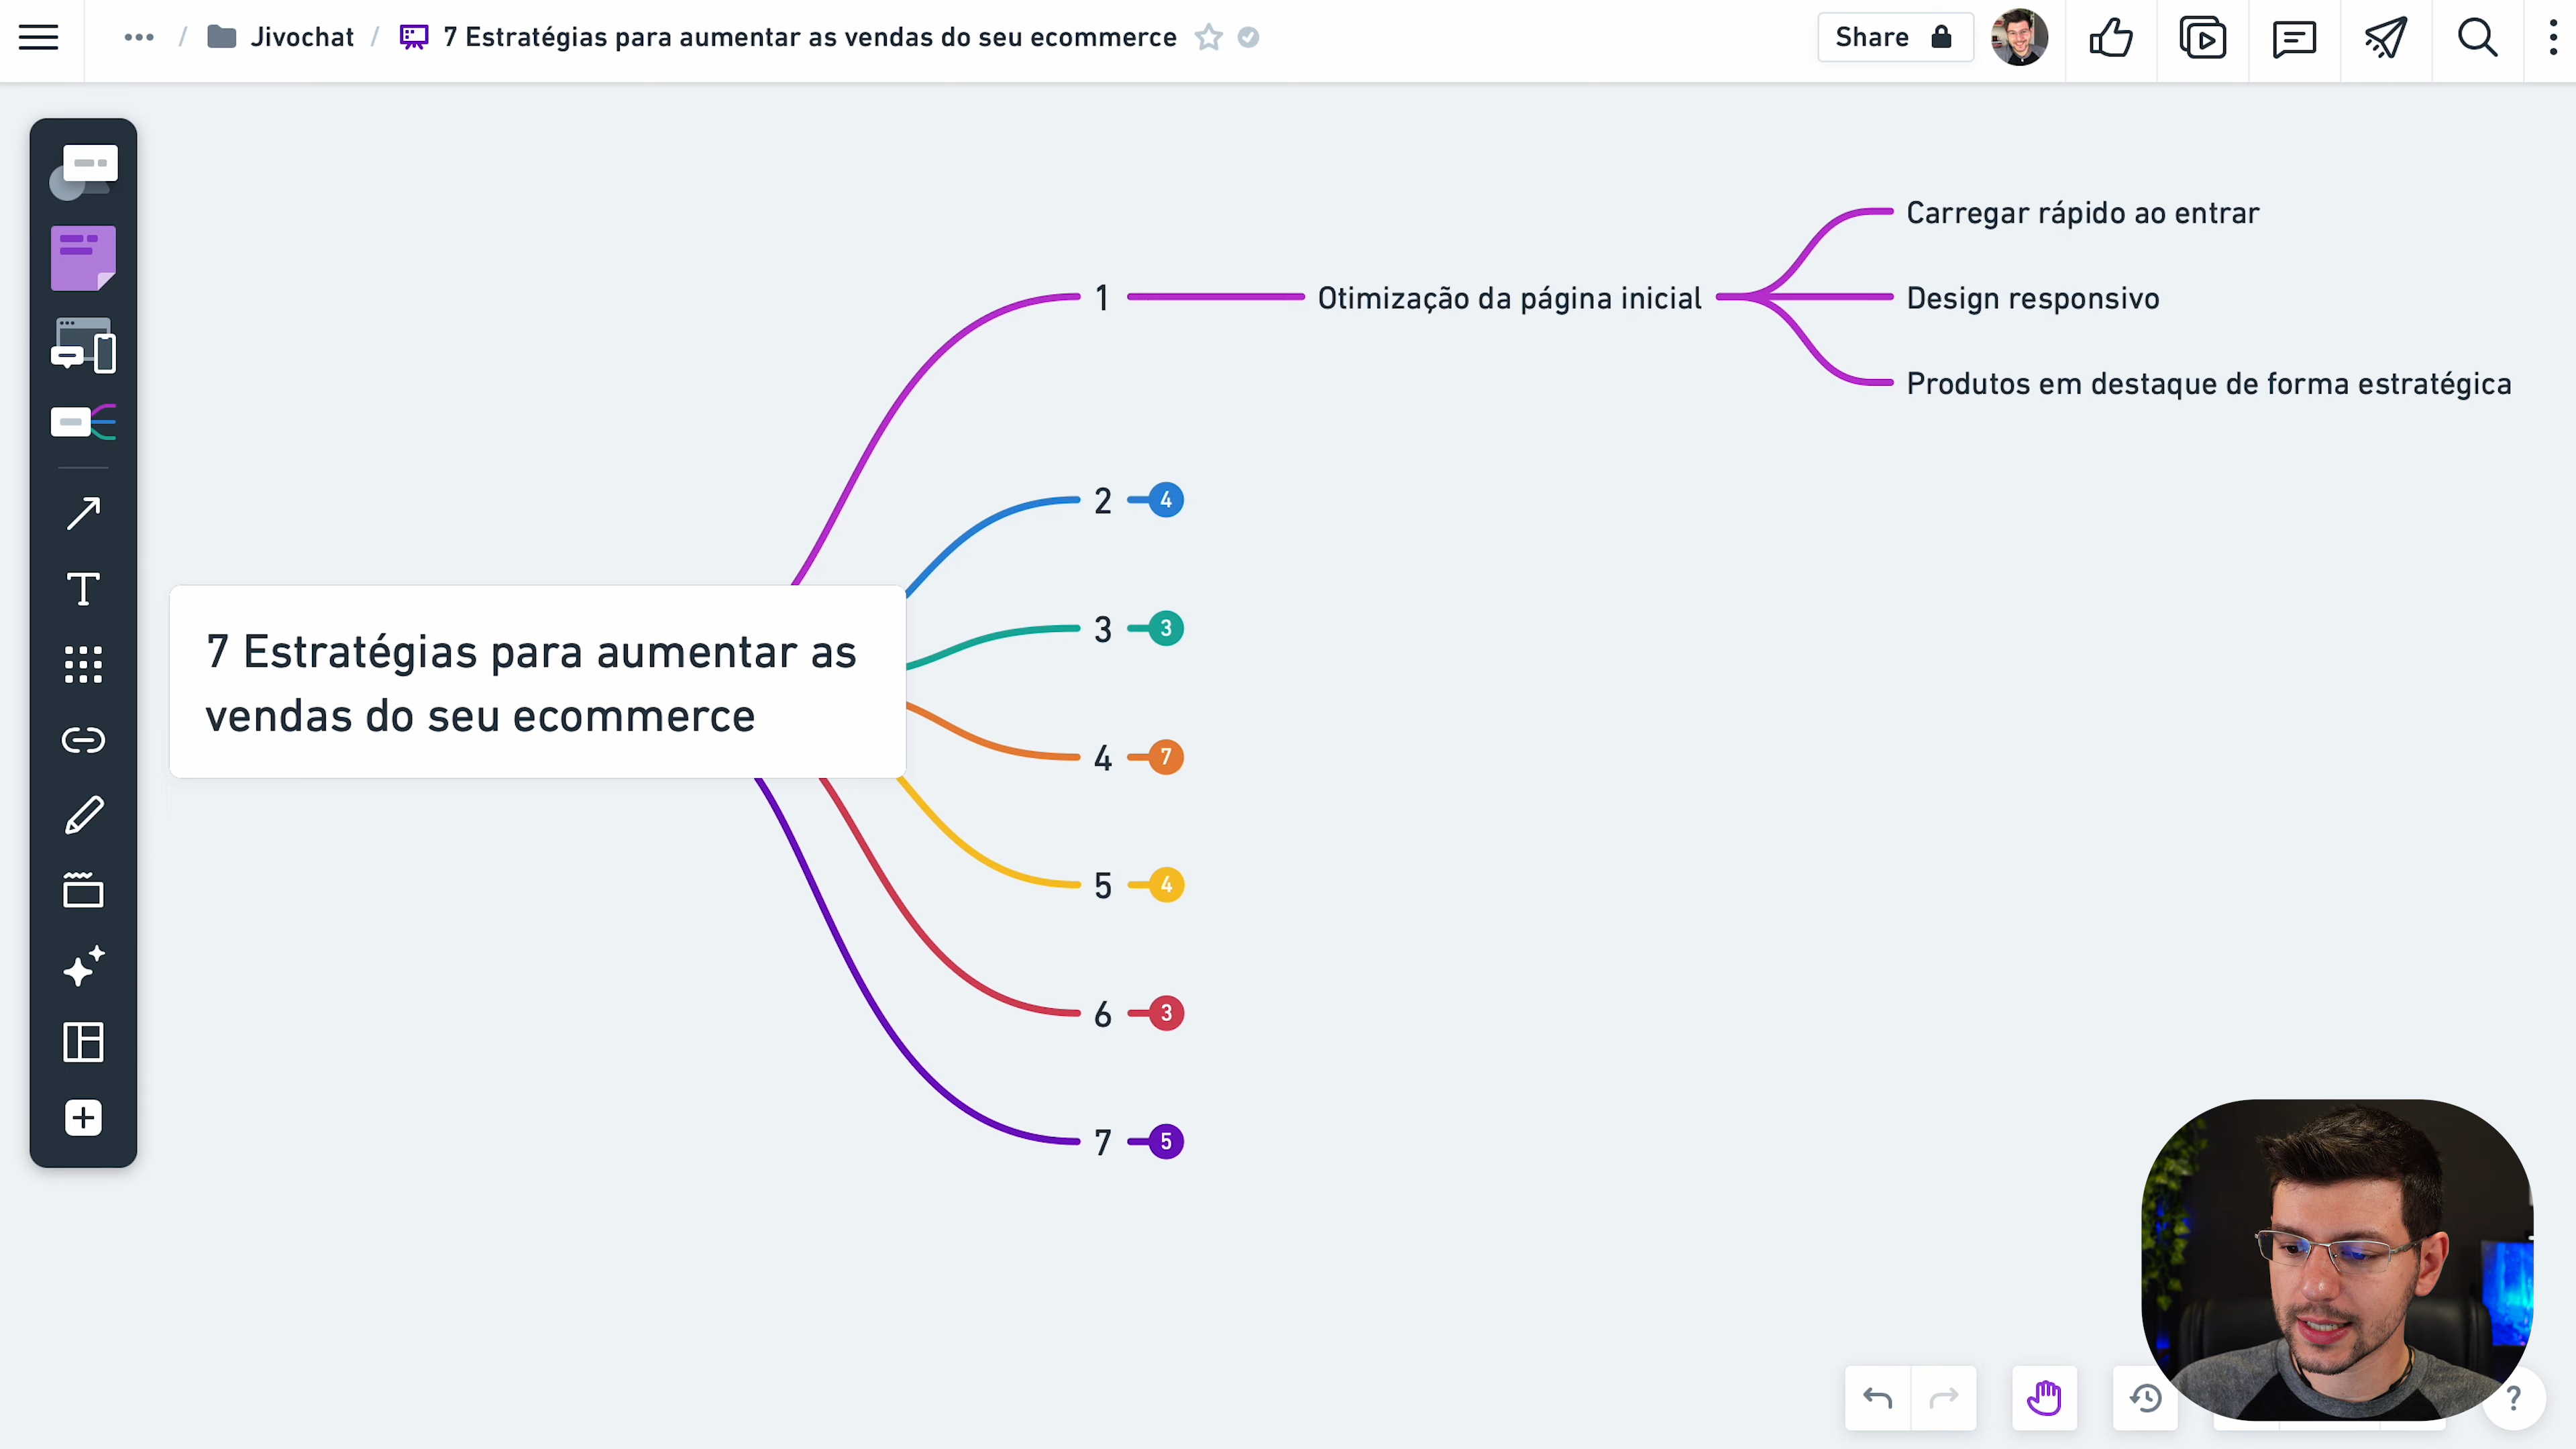 ... / Jivochat / 7 Estratégias para aumentar as vendas do seu ecommerce
Share
7 Estratégias para aumentar as
vendas do seu ecommerce
1
Otimização da página inicial
Carregar rápido ao entrar
Design responsivo
Produtos em destaque de forma estratégica
2 4
3 3
4 7
5 4
6 3
7 5
T
?